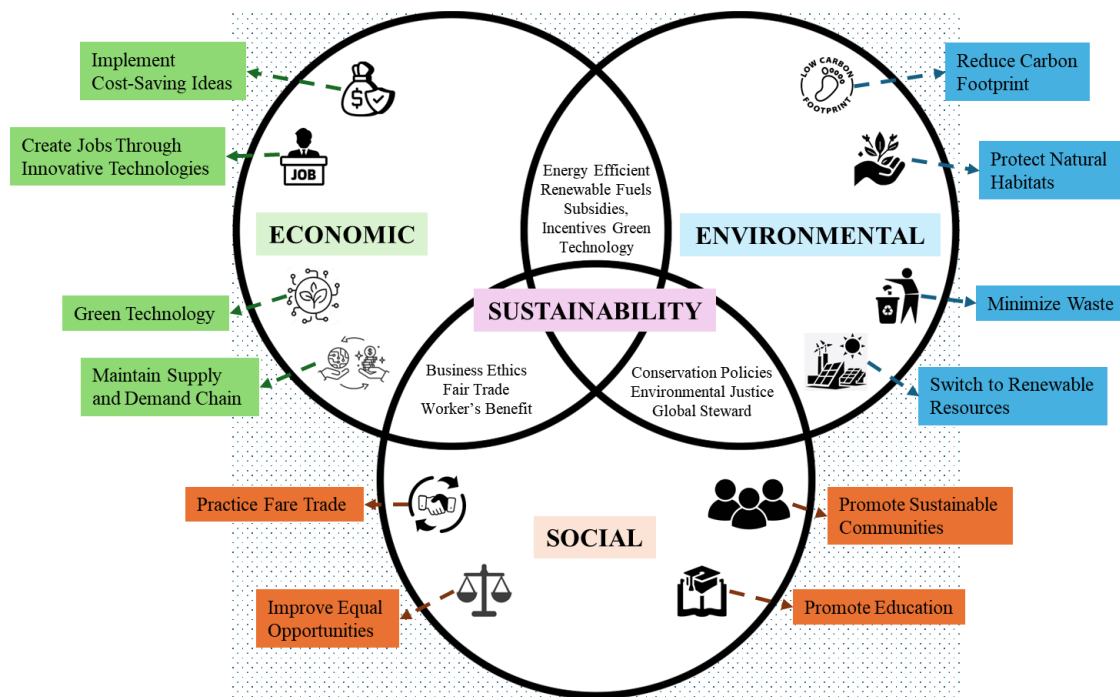 Implement
Cost-Saving Ideas
Create Jobs Through
Innovative Technologies
JOB
ECONOMIC
Green Technology
Maintain Supply
and Demand Chain
LOW CARBON
FOOTPRINT
Reduce Carbon
Footprint
Protect Natural
Habitats
ENVIRONMENTAL
Minimize Waste
Switch to Renewable
Resources
Energy Efficient
Renewable Fuels
Subsidies,
Incentives Green
Technology
SUSTAINABILITY
Business Ethics
Fair Trade
Worker's Benefit
Conservation Policies
Environmental Justice
Global Steward
Practice Fare Trade
Improve Equal
Opportunities
SOCIAL
Promote Sustainable
Communities
Promote Education